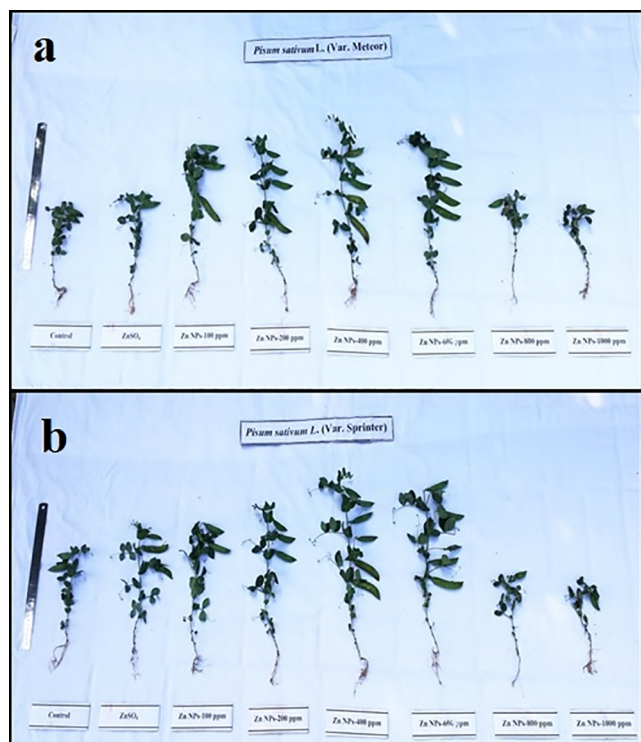 a
Pisum sativum L. (Var. Meteor)
Control
ZnSO₄
Zn NPs-100 ppm
Zn NPs-200 ppm
Zn NPs-400 ppm
Zn NPs-600 ppm
Zn NPs-800 ppm
Zn NPs-1000 ppm
b
Pisum sativum L. (Var. Sprinter)
Control
ZnSO₄
Zn NPs-100 ppm
Zn NPs-200 ppm
Zn NPs-400 ppm
Zn NPs-600 ppm
Zn NPs-800 ppm
Zn NPs-1000 ppm